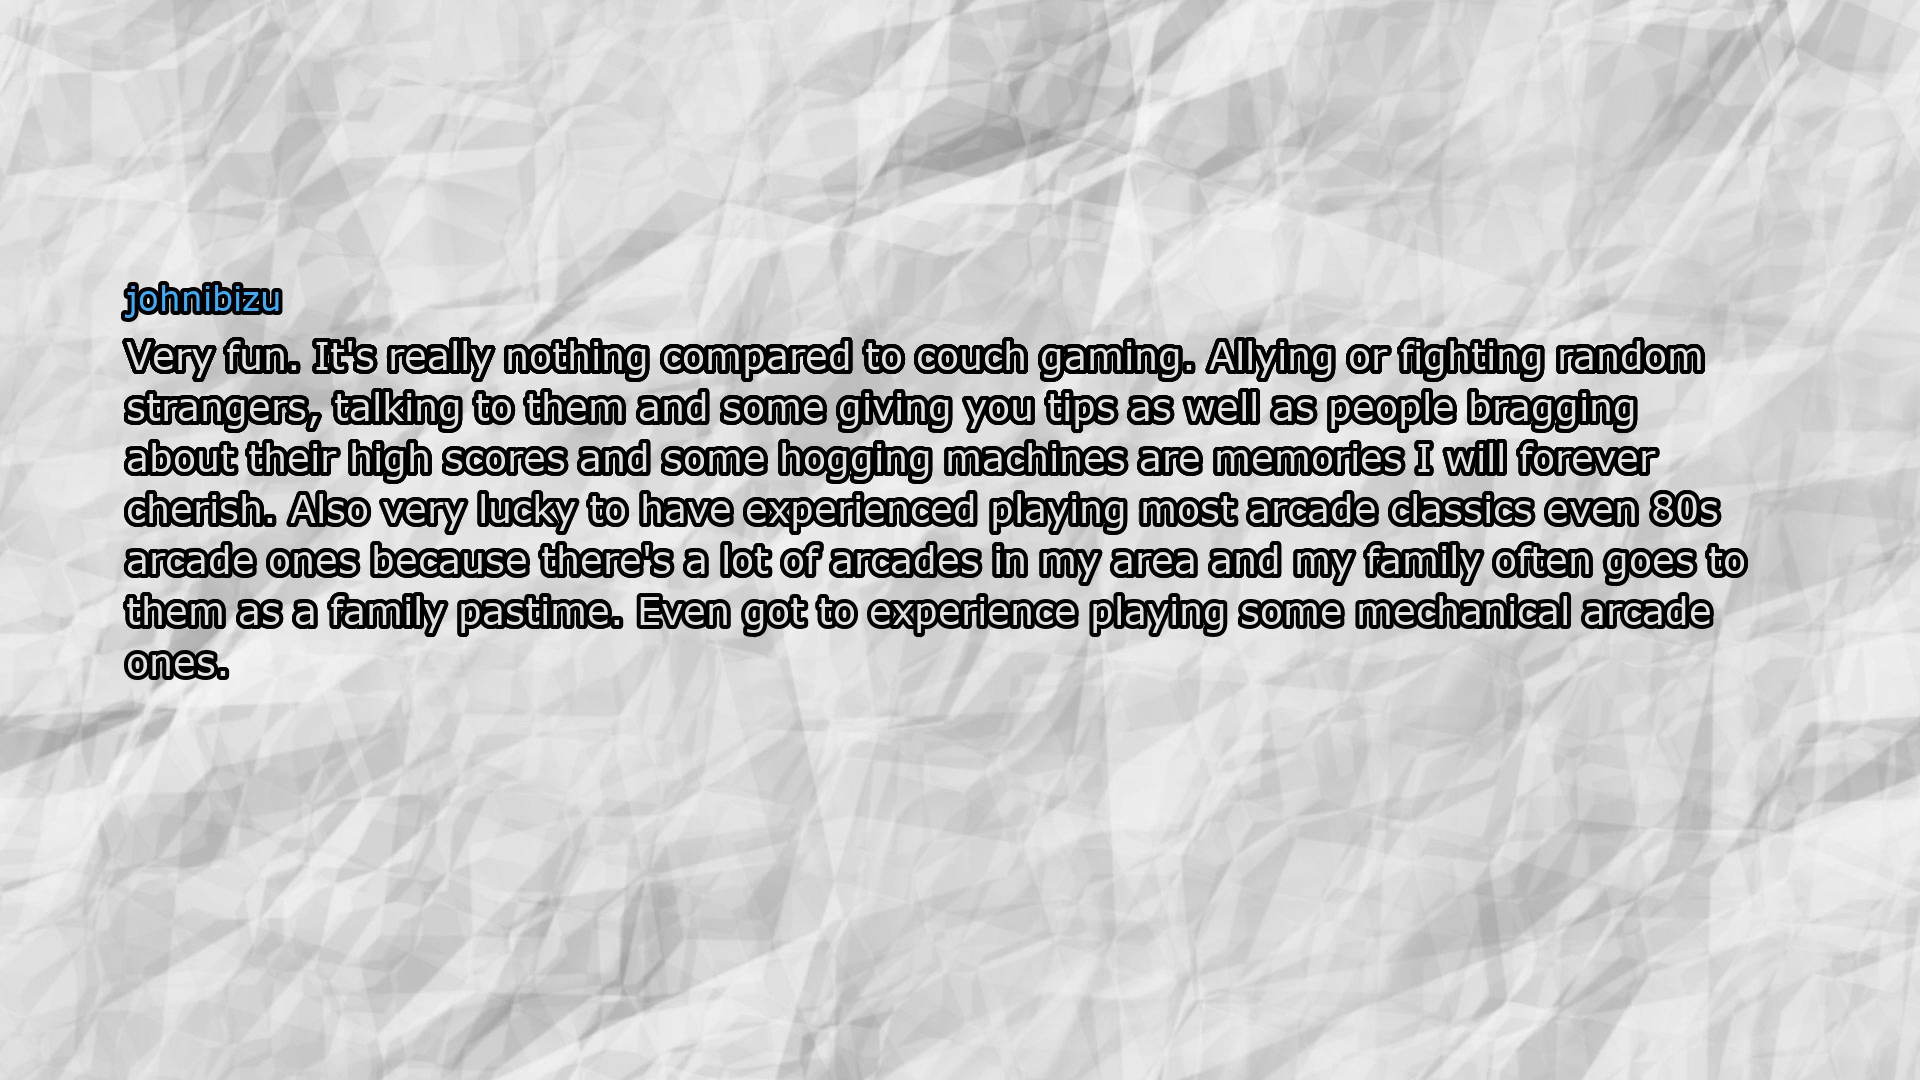 johnibizu
Very fun. It's really nothing compared to couch gaming. Allying or fighting random
strangers, talking to them and some giving you tips as well as people bragging
about their high scores and some hogging machines are memories I will forever
cherish. Also very lucky to have experienced playing most arcade classics even 80s
arcade ones because there's a lot of arcades in my area and my family often goes to
them as a family pastime. Even got to experience playing some mechanical arcade
ones.